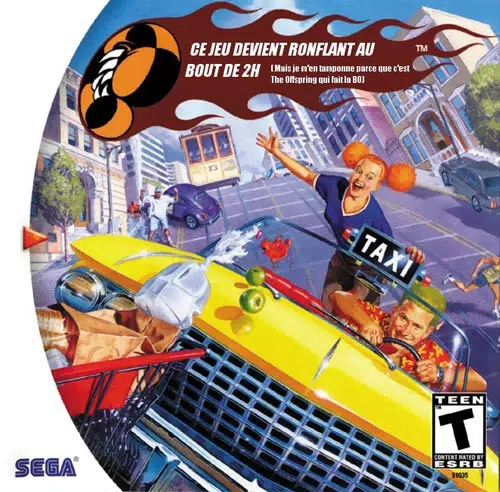 CE JEU DEVIENT RONFLANT AU
TM
BOUT DE 2H (Mais je m'en tamponne parce que c'est
The Offspring qui fait la BO)
23
TAXI
TEEN
T
CONTENT RATED BY
ESRB
51035
SEGA